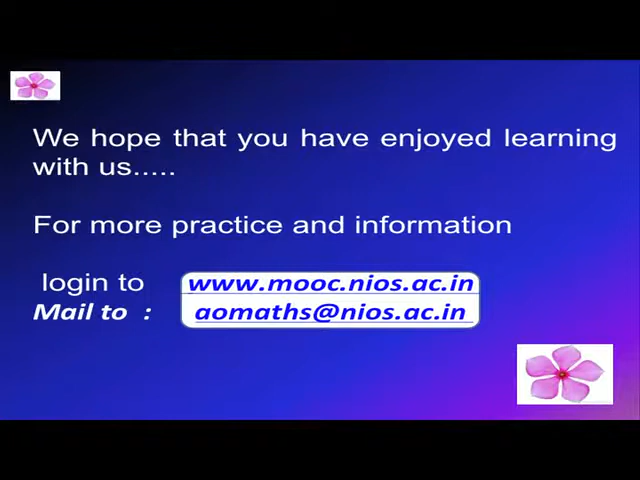 We hope that you have enjoyed learning
with us.....
For more practice and information
login to www.mooc.nios.ac.in
Mail to : aomaths@nios.ac.in